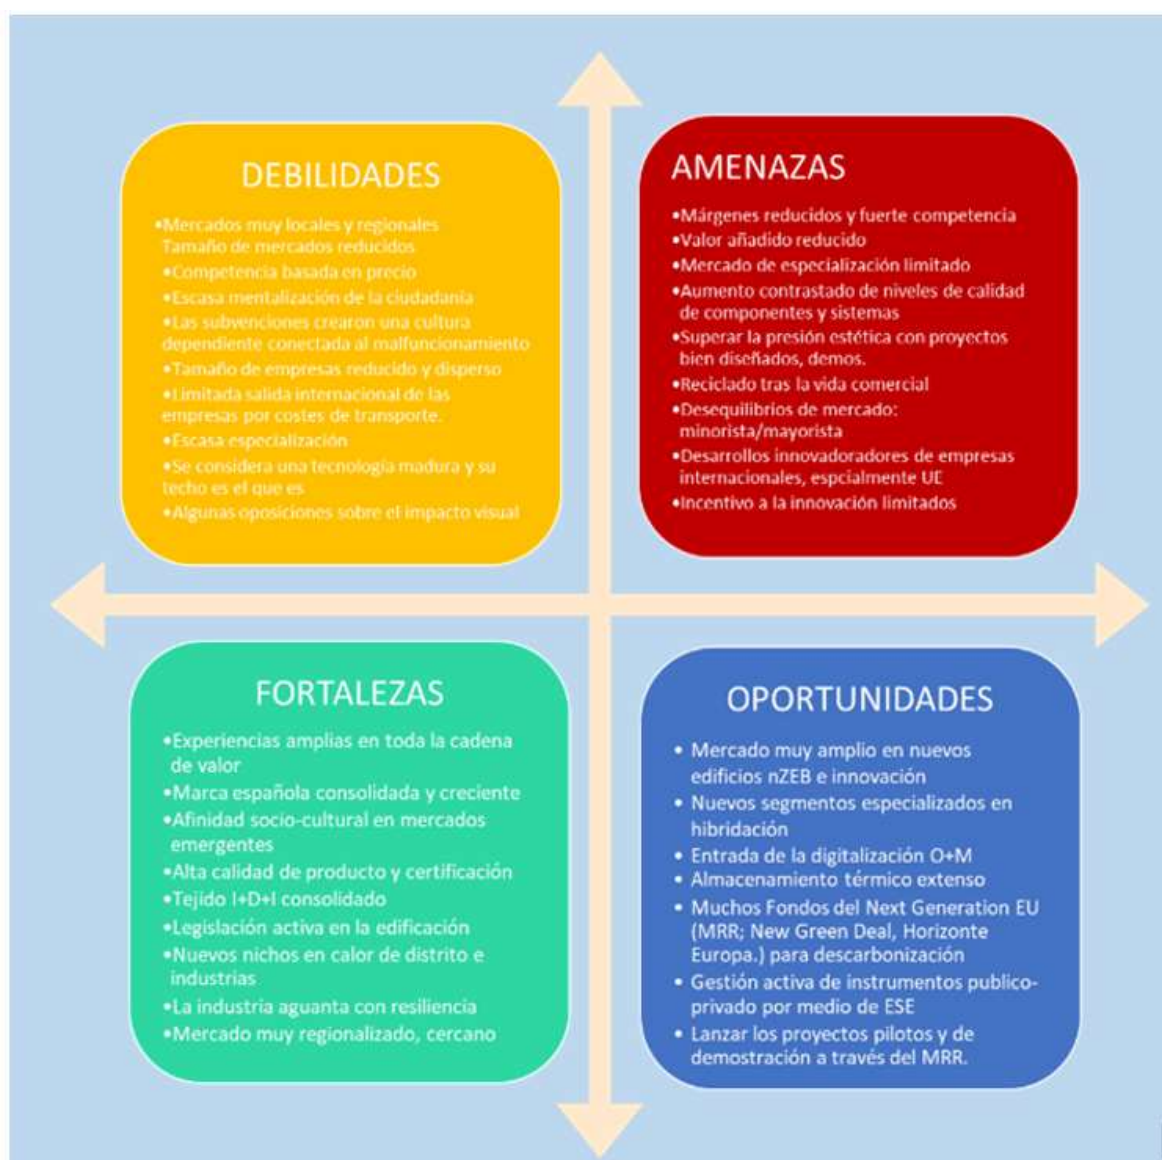 DEBILIDADES
•Mercados muy locales y regionales
Tamaño de mercados reducidos
•Competencia basada en precio
•Escasa mentalización de la ciudadanía
•Las subvenciones crearon una cultura
dependiente conectada al malfuncionamiento
•Tamaño de empresas reducido y disperso
•Limitada salida internacional de las
empresas por costes de transporte.
•Escasa especialización
•Se considera una tecnología madura y su
techo es el que es
•Algunas oposiciones sobre el impacto visual
AMENAZAS
•Márgenes reducidos y fuerte competencia
•Valor añadido reducido
•Mercado de especialización limitado
•Aumento contrastado de niveles de calidad
de componentes y sistemas
•Superar la presión estética con proyectos
bien diseñados, demos.
•Reciclado tras la vida comercial
•Desequilibrios de mercado:
minorista/mayorista
•Desarrollos innovadoradores de empresas
internacionales, espcialmente UE
•Incentivo a la innovación limitados
FORTALEZAS
•Experiencias amplias en toda la cadena
de valor
•Marca española consolidada y creciente
•Afinidad socio-cultural en mercados
emergentes
•Alta calidad de producto y certificación
•Tejido I+D+I consolidado
•Legislación activa en la edificación
•Nuevos nichos en calor de distrito e
industrias
•La industria aguanta con resiliencia
•Mercado muy regionalizado, cercano
OPORTUNIDADES
• Mercado muy amplio en nuevos
edificios nZEB e innovación
• Nuevos segmentos especializados en
hibridación
• Entrada de la digitalización O+M
• Almacenamiento térmico extenso
• Muchos Fondos del Next Generation EU
(MRR; New Green Deal, Horizonte
Europa.) para descarbonización
• Gestión activa de instrumentos publico-
privado por medio de ESE
• Lanzar los proyectos pilotos y de
demostración a través del MRR.